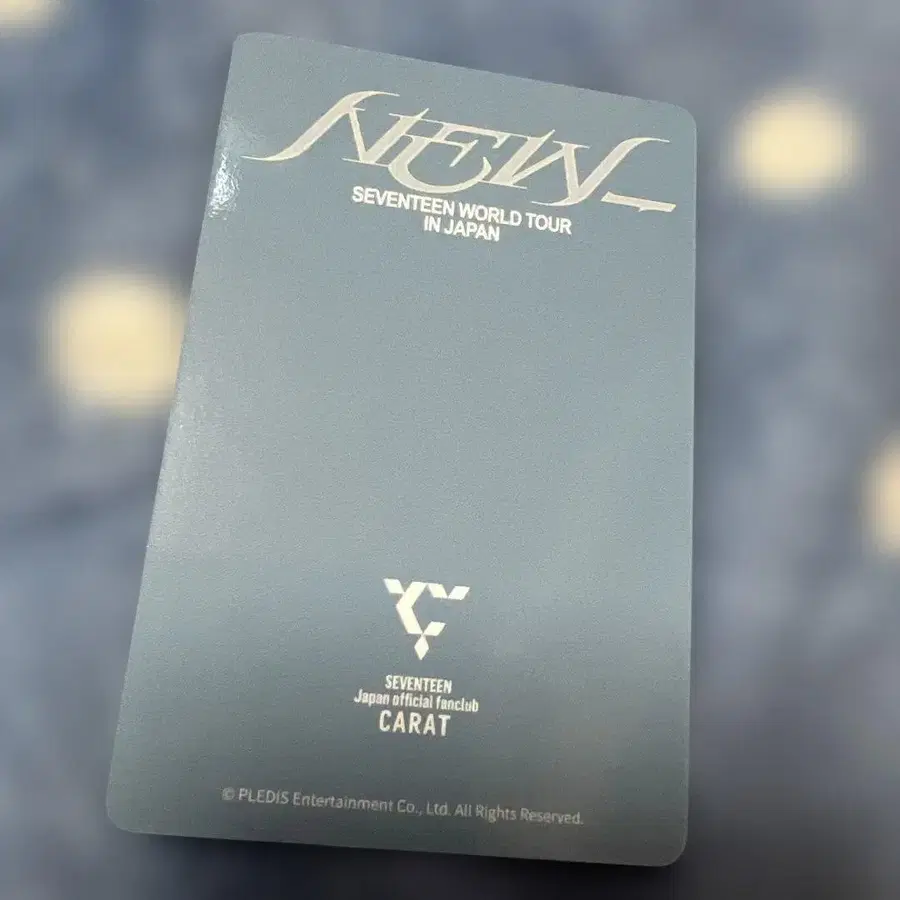 NEW_
SEVENTEEN WORLD TOUR
IN JAPAN
SEVENTEEN
Japan official fanclub
CARAT
© PLEDIS Entertainment Co., Ltd. All Rights Reserved.